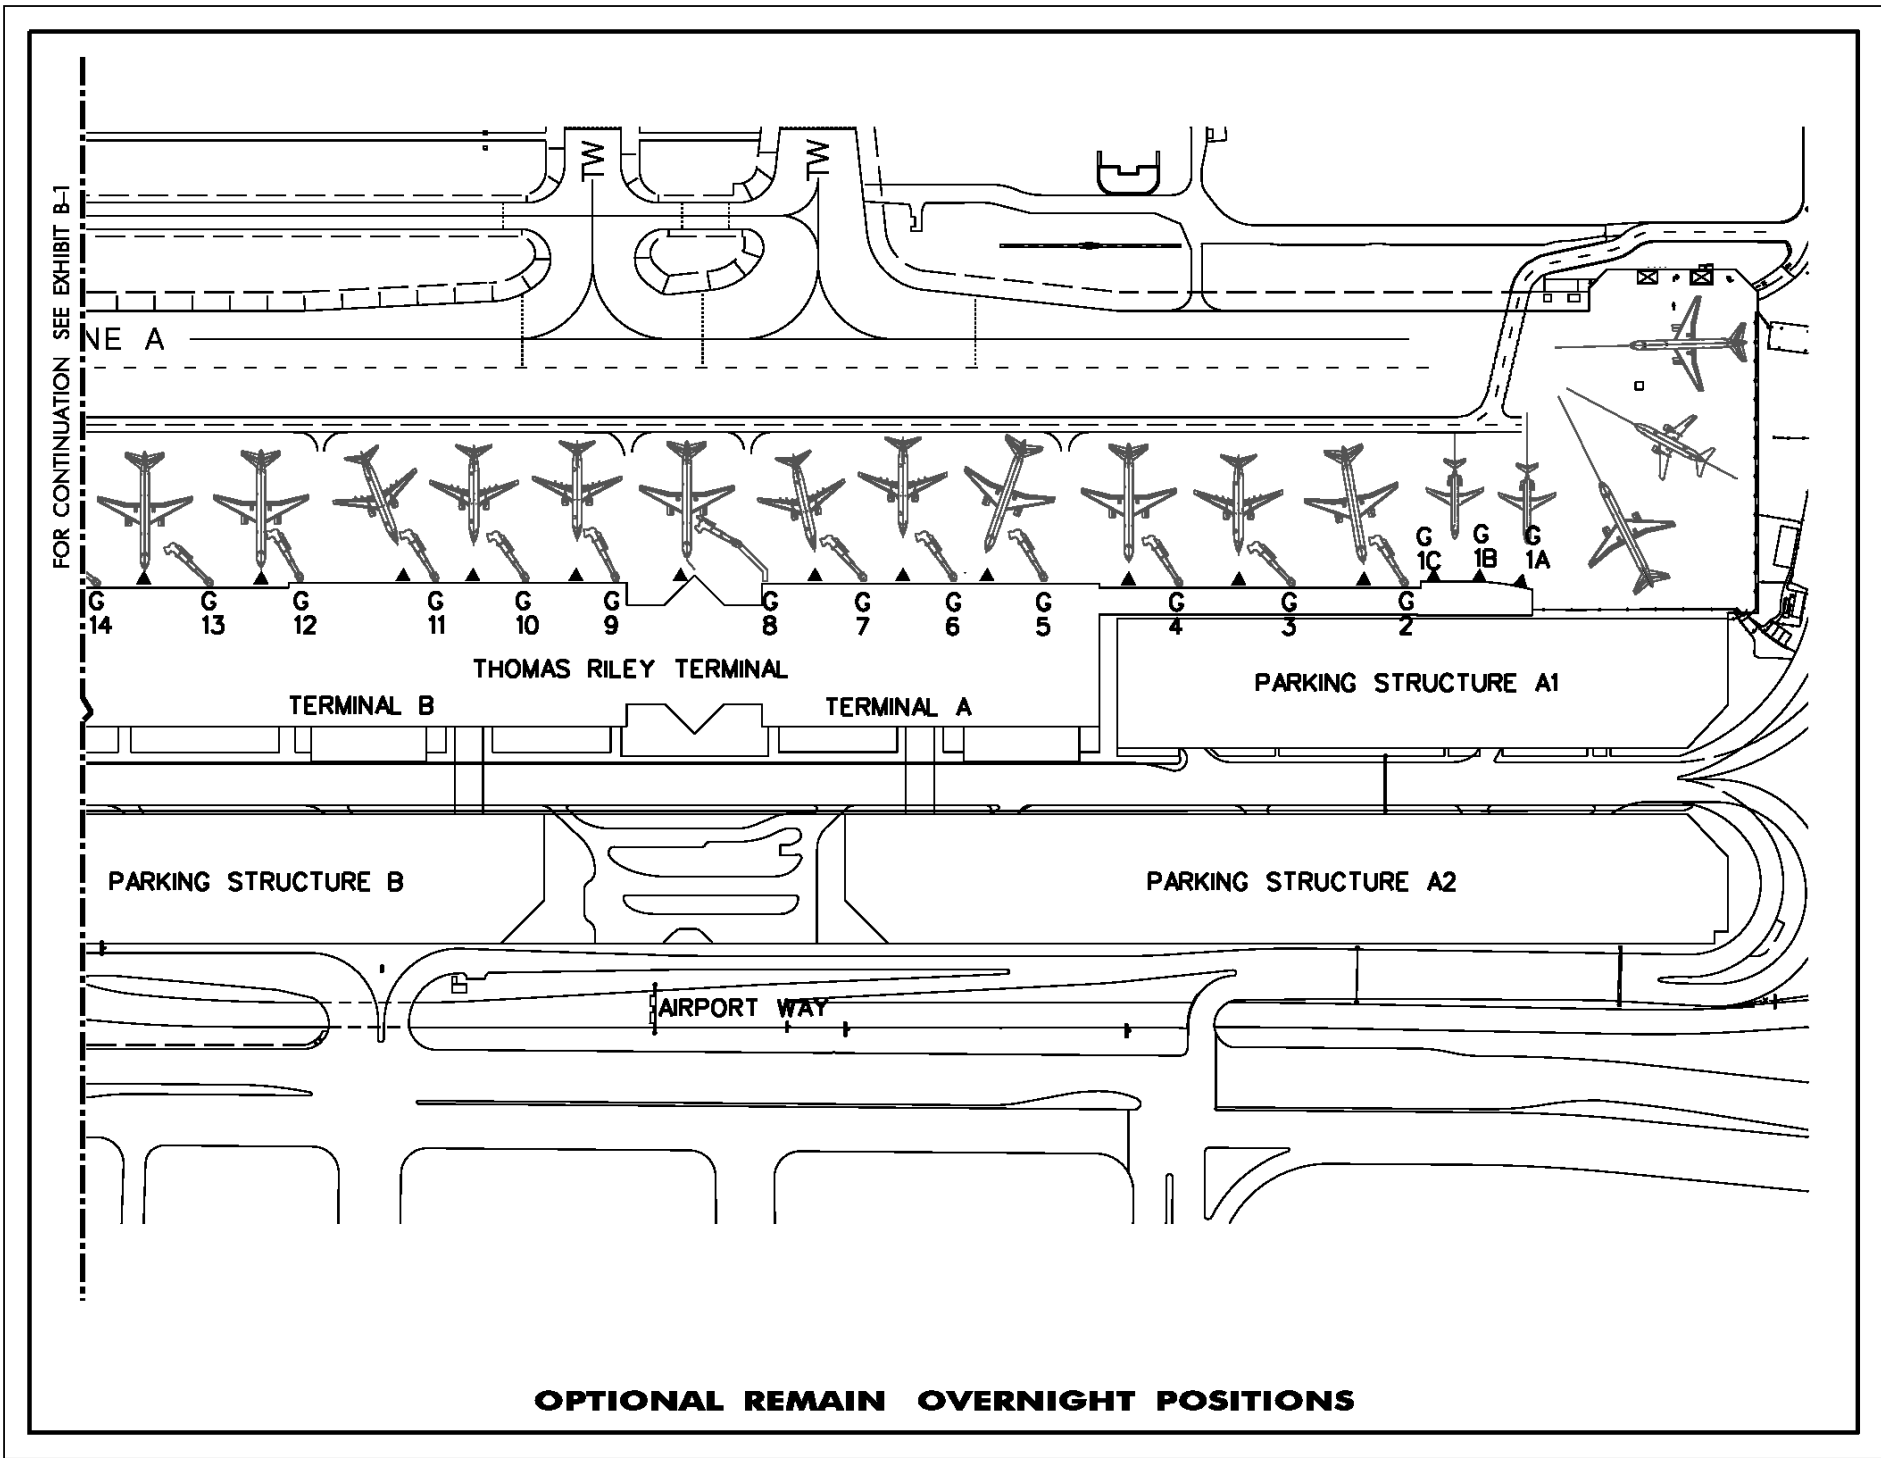 FOR CONTINUATION SEE EXHIBIT B-1
TW
TW
NE A
G
1C
G
1B
G
1A
G
14
G
13
G
12
G
11
G
10
G
9
G
8
G
7
G
6
G
5
G
4
G
3
G
2
THOMAS RILEY TERMINAL
TERMINAL B
TERMINAL A
PARKING STRUCTURE A1
PARKING STRUCTURE B
PARKING STRUCTURE A2
AIRPORT WAY
OPTIONAL REMAIN OVERNIGHT POSITIONS